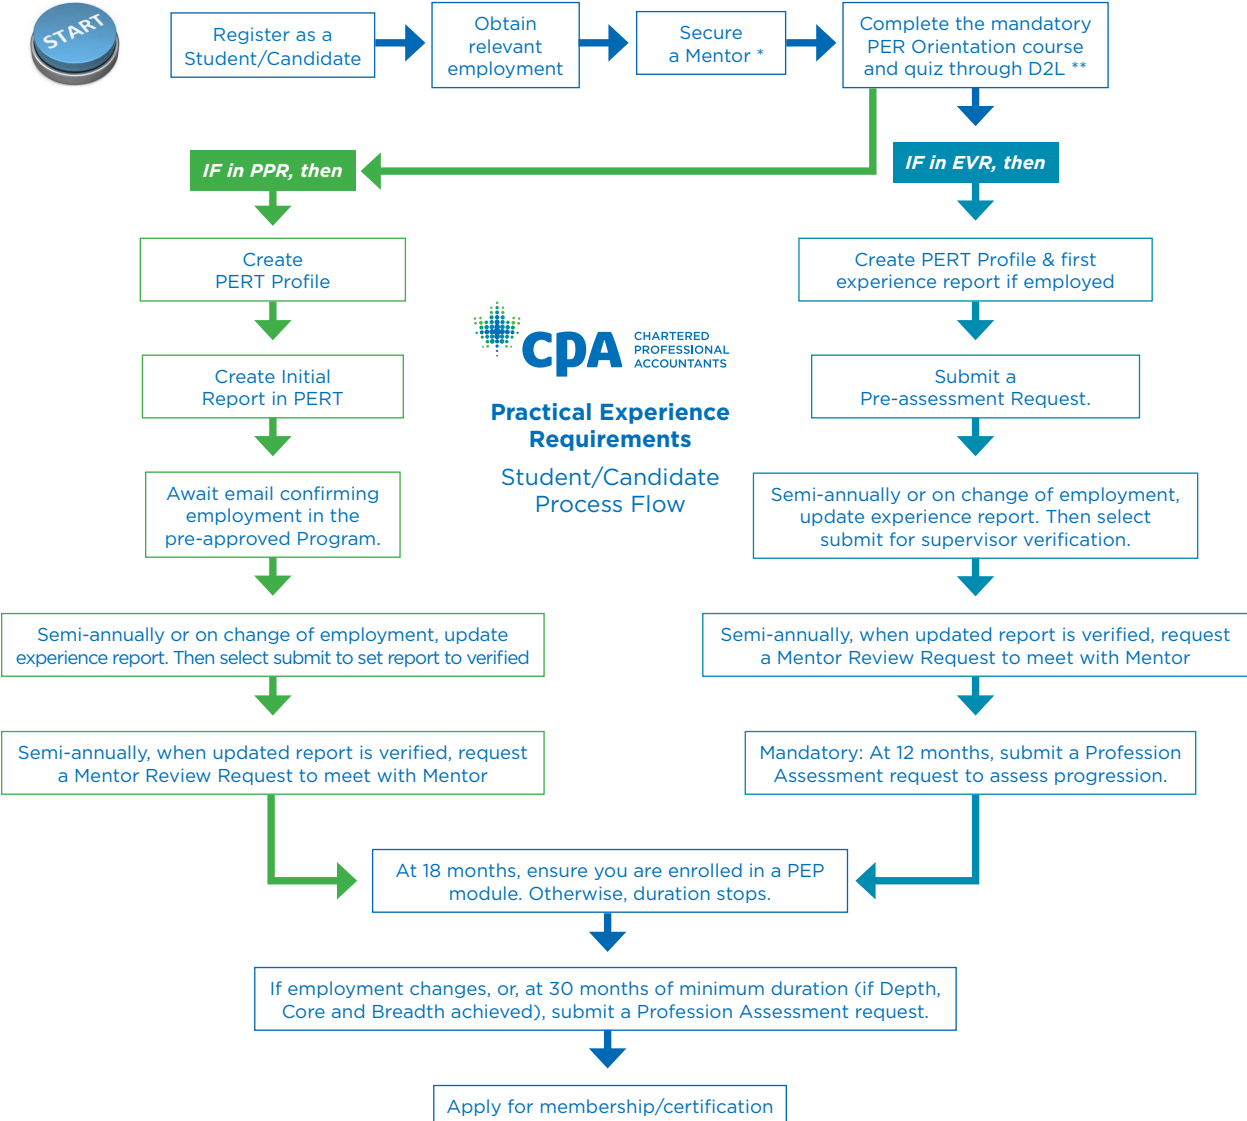 START
Register as a
Student/Candidate
Obtain
relevant
employment
Secure
a Mentor *
Complete the mandatory
PER Orientation course
and quiz through D2L **
IF in PPR, then
IF in EVR, then
Create
PERT Profile
Create PERT Profile & first
experience report if employed
CPA
CHARTERED
PROFESSIONAL
ACCOUNTANTS
Create Initial
Report in PERT
Submit a
Pre-assessment Request.
Practical Experience
Requirements
Student/Candidate
Process Flow
Await email confirming
employment in the
pre-approved Program.
Semi-annually or on change of employment,
update experience report. Then select
submit for supervisor verification.
Semi-annually or on change of employment, update
experience report. Then select submit to set report to verified
Semi-annually, when updated report is verified, request
a Mentor Review Request to meet with Mentor
Semi-annually, when updated report is verified, request
a Mentor Review Request to meet with Mentor
Mandatory: At 12 months, submit a Profession
Assessment request to assess progression.
At 18 months, ensure you are enrolled in a PEP
module. Otherwise, duration stops.
If employment changes, or, at 30 months of minimum duration (if Depth,
Core and Breadth achieved), submit a Profession Assessment request.
Apply for membership/certification